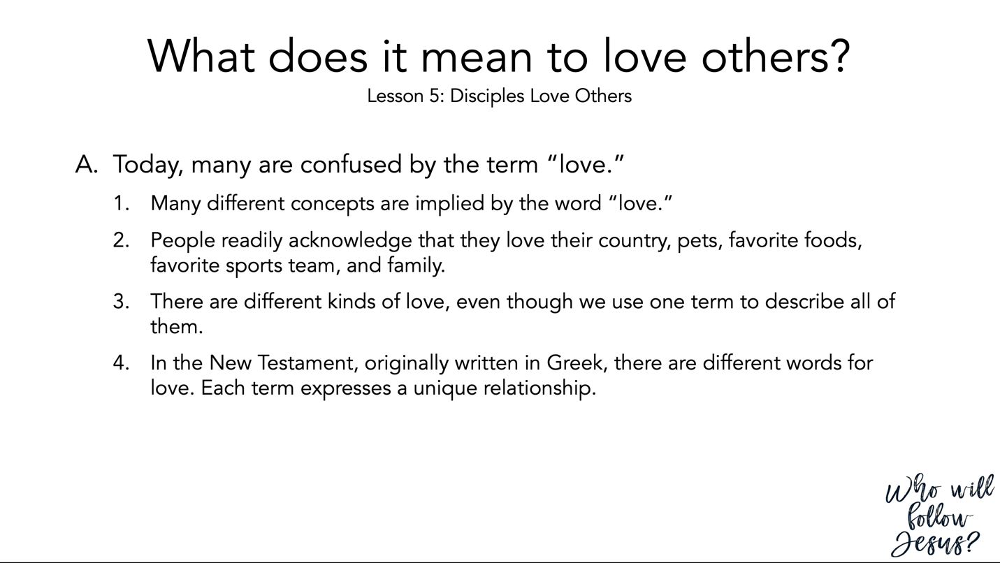 What does it mean to love others?
Lesson 5: Disciples Love Others
A. Today, many are confused by the term “love.”
1. Many different concepts are implied by the word “love.”
2. People readily acknowledge that they love their country, pets, favorite foods,
favorite sports team, and family.
3. There are different kinds of love, even though we use one term to describe all of
them.
4. In the New Testament, originally written in Greek, there are different words for
love. Each term expresses a unique relationship.
Who will
follow
Jesus?